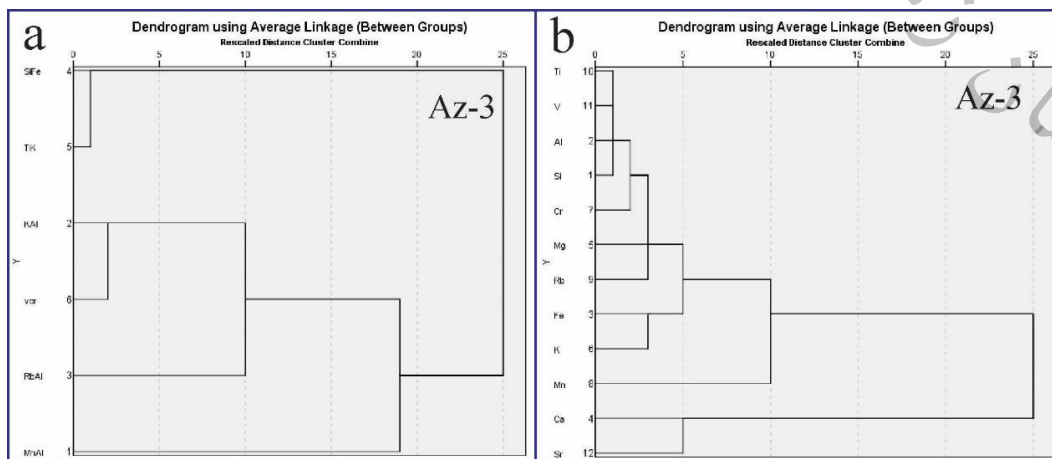 a
Dendrogram using Average Linkage (Between Groups)
Rescaled Distance Cluster Combine
0 5 10 15 20 25
Az-3
SiFe 4
5
KAl 2
vcr 6
RbAl 3
MnAl 1
Y
b
Dendrogram using Average Linkage (Between Groups)
Rescaled Distance Cluster Combine
0 5 10 15 20 25
Az-3
Ti 10
V 11
Al 2
Si 1
Cr 7
Mg 5
Rb 9
Fe 3
K 6
Mn 8
Ca 4
Sr 12
Y